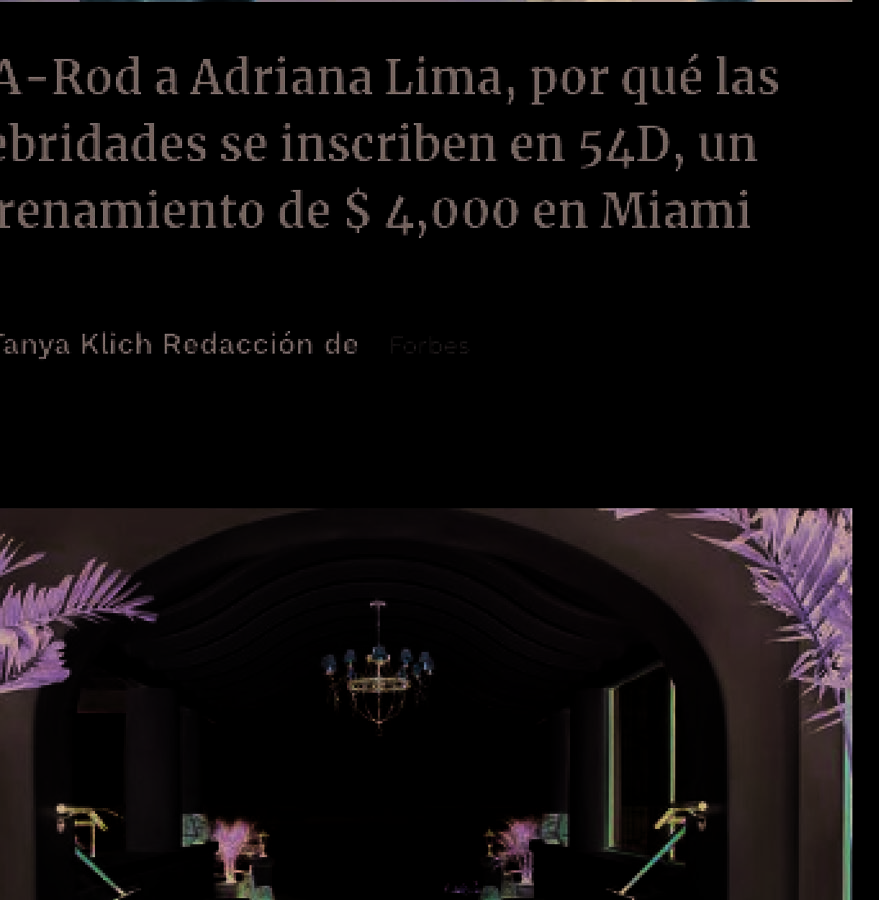 A-Rod a Adriana Lima, por qué las
ebridades se inscriben en 54D, un
renamiento de $ 4,000 en Miami
Tanya Klich Redacción de Forbes